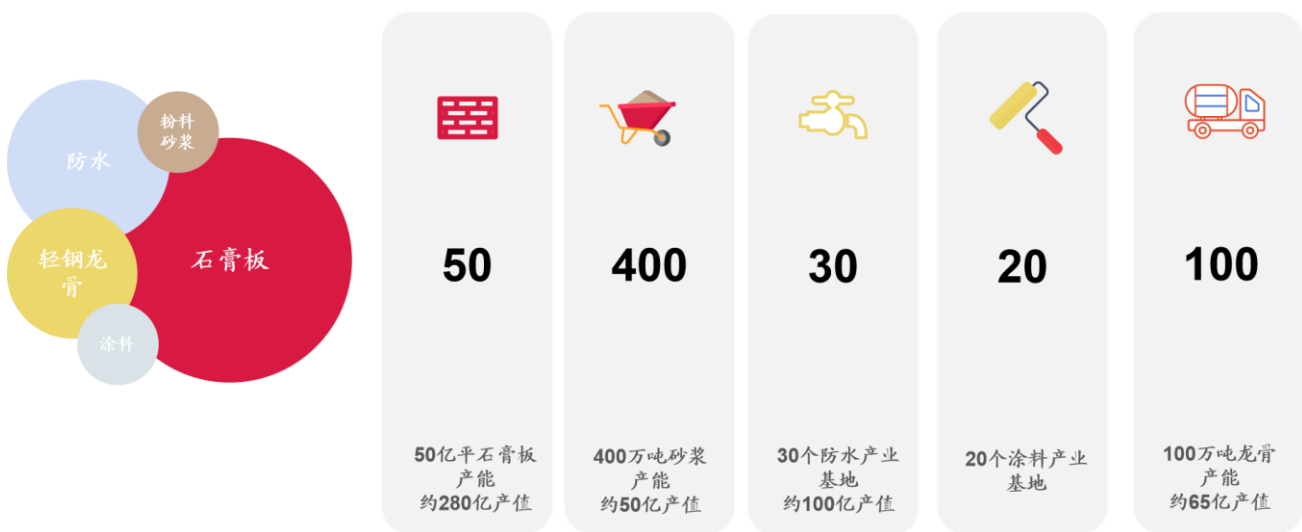 粉料
砂浆
防水
轻钢龙
骨
石膏板
涂料
50
50亿平石膏板
产能
约280亿产值
400
400万吨砂浆
产能
约50亿产值
30
30个防水产业
基地
约100亿产值
20
20个涂料产业
基地
100
100万吨龙骨
产能
约65亿产值